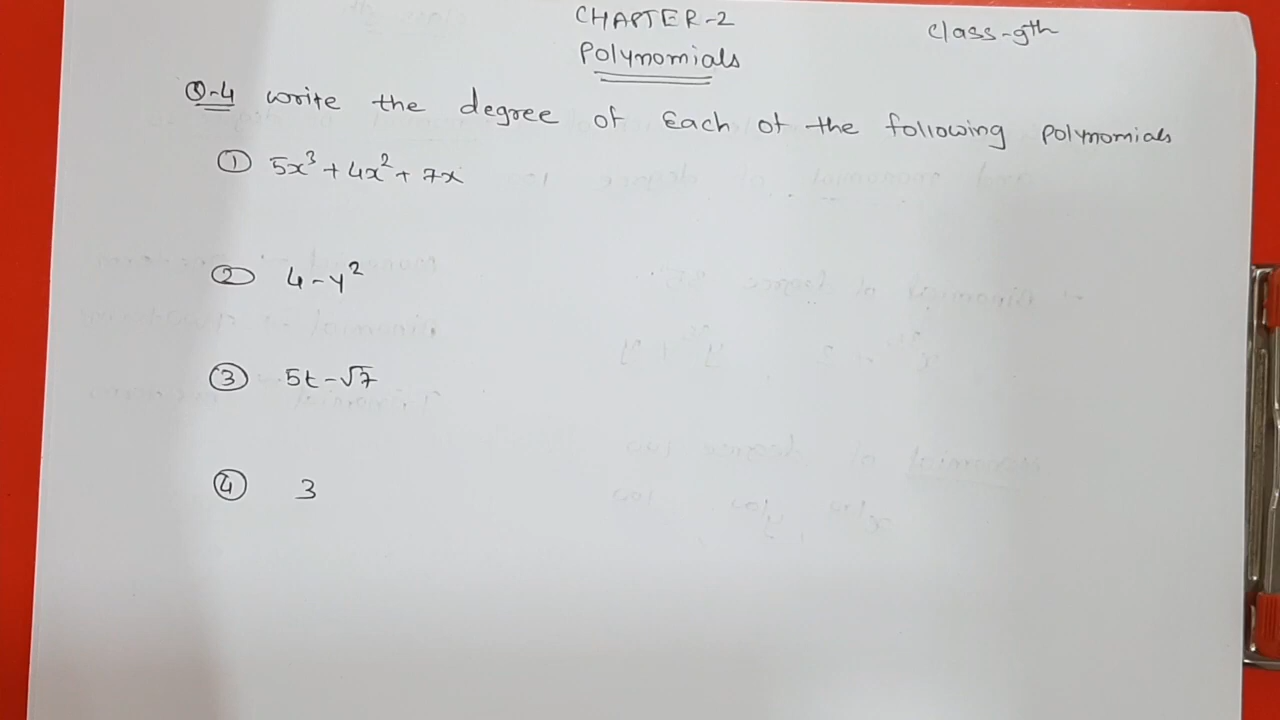 CHAPTER-2
Class-9th
Polynomials
Q-4 write the degree of Each of the following polynomials
① 5x³ + 4x² + 7x
② 4 - y²
③ 5t - √7
④ 3